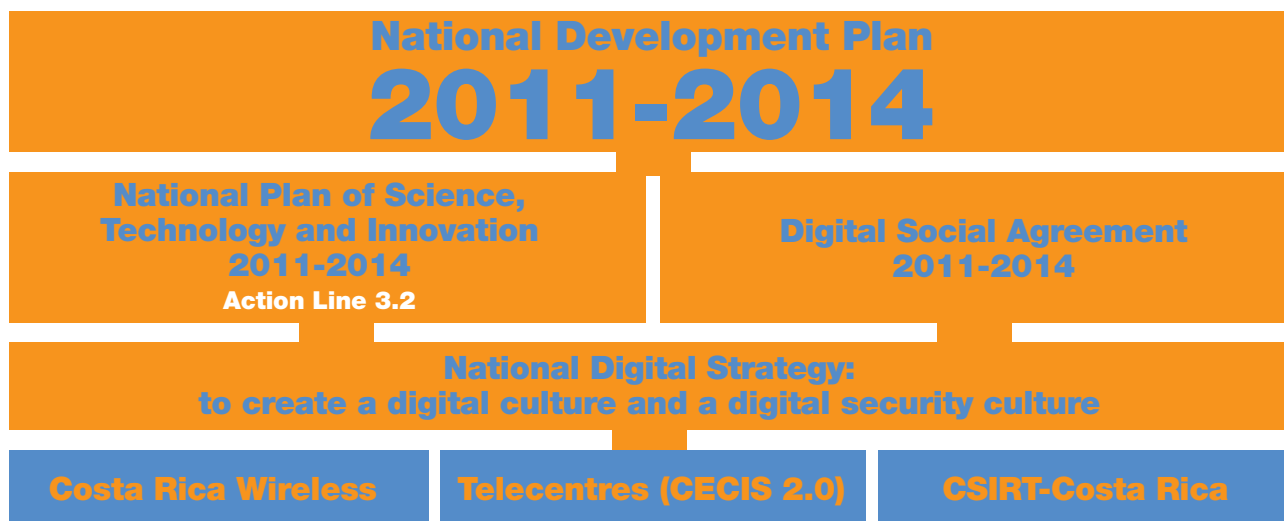 National Development Plan
2011-2014
National Plan of Science,
Technology and Innovation
2011-2014
Action Line 3.2
Digital Social Agreement
2011-2014
National Digital Strategy:
to create a digital culture and a digital security culture
Costa Rica Wireless
Telecentres (CECIS 2.0)
CSIRT-Costa Rica